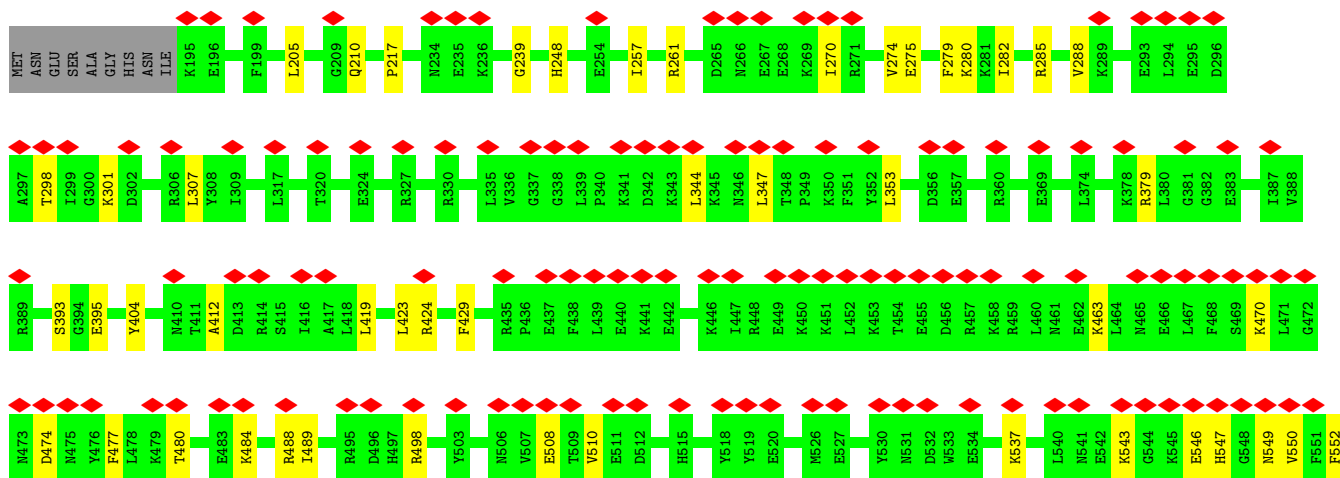 MET ASN GLU SER ALA GLY HIS ASN ILE K195 E196 F199 L205 G209 Q210 P217 N234 E235 K236 G239 H248 E254 I257 R261 D265 N266 E267 E268 K269 I270 R271 V274 E275 F279 K280 K281 I282 R285 V288 K289 E293 L294 E295 D296
A297 T298 I299 G300 K301 D302 R306 L307 Y308 I309 L317 T320 E324 R327 R330 L335 V336 G337 G338 L339 P340 K341 D342 K343 L344 K345 N346 L347 T348 P349 K350 F351 Y352 L353 D356 E357 R360 E369 L374 K378 R379 L380 G381 G382 E383 I387 V388
R389 S393 G394 E395 Y404 N410 T411 A412 D413 R414 S415 I416 A417 L418 L419 L423 R424 F429 R435 P436 E437 F438 L439 E440 K441 E442 K446 I447 R448 E449 K450 K451 L452 K453 T454 E455 D456 R457 K458 R459 L460 N461 E462 K463 L464 N465 E466 L467 F468 S469 K470 L471 G472
N473 D474 N475 Y476 F477 L478 K479 T480 E483 K484 R488 I489 R495 D496 H497 R498 Y503 N506 V507 E508 T509 V510 E511 D512 H515 Y518 Y519 E520 M526 E527 Y530 N531 D532 W533 E534 K537 L540 N541 E542 K543 G544 K545 E546 H547 G548 N549 V550 F551 F552